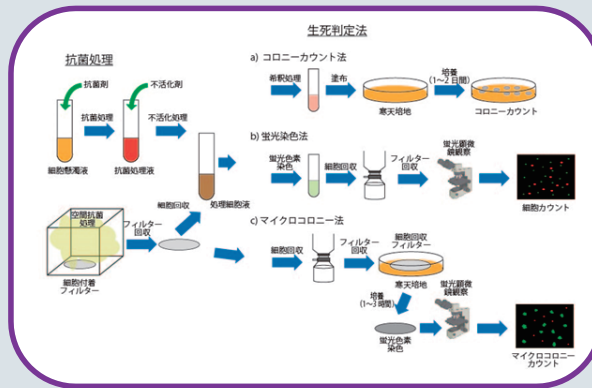 生死判定法
抗菌処理
抗菌剤
不活化剤
抗菌処理
不活化処理
細胞懸濁液
抗菌処理液
処理細胞液
空間抗菌
処理
フィルター
回収
細胞回収
細胞付着
フィルター
a) コロニーカウント法
希釈処理
塗布
寒天培地
培養
(1～2日間)
コロニーカウント
b) 蛍光染色法
蛍光色素
染色
細胞回収
フィルター
回収
蛍光顕微
鏡観察
細胞カウント
c) マイクロコロニー法
細胞回収
フィルター
回収
細胞回収
フィルター
寒天培地
培養
(1～3時間)
蛍光色素
染色
蛍光顕微
鏡観察
マイクロコロニー
カウント